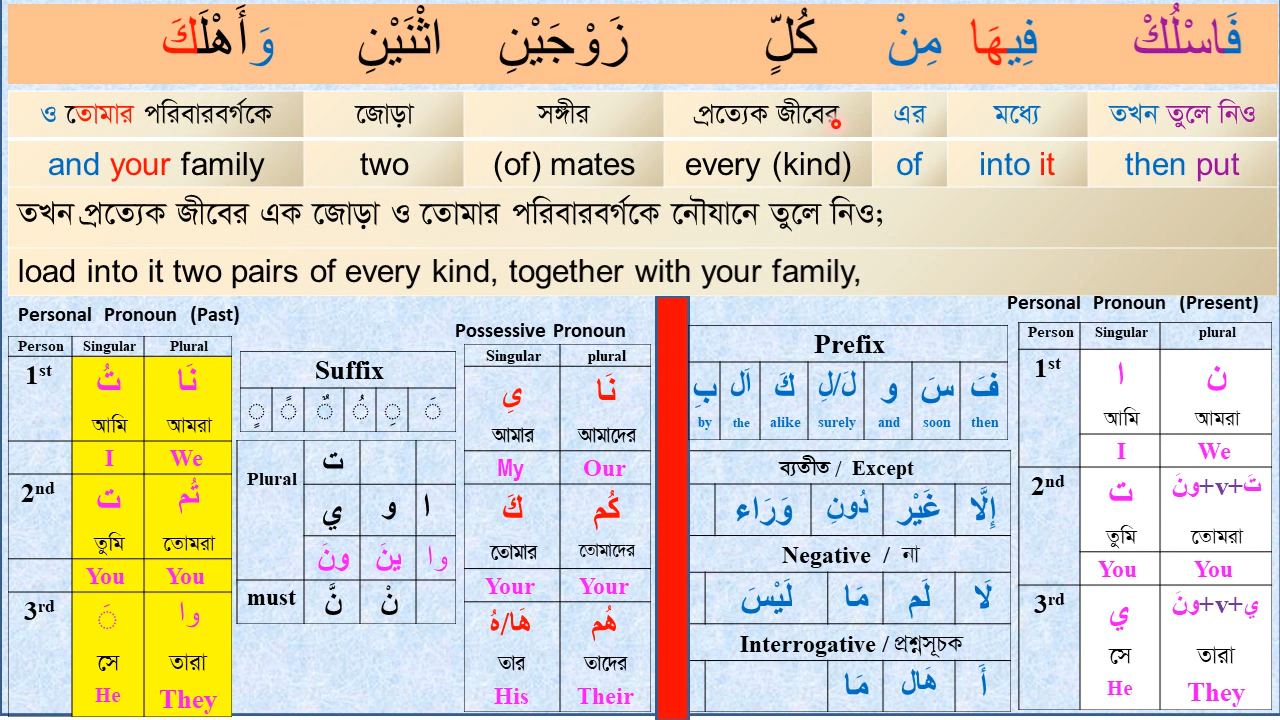 فَاسْلُكْ فِيهَا مِنْ كُلٍّ زَوْجَيْنِ اثْنَيْنِ وَأَهْلَكَ
ও তোমার পরিবারবর্গকে জোড়া সঙ্গীর প্রত্যেক জীবের এর মধ্যে তখন তুলে নিও
and your family two (of) mates every (kind) of into it then put
তখন প্রত্যেক জীবের এক জোড়া ও তোমার পরিবারবর্গকে নৌযানে তুলে নিও;
load into it two pairs of every kind, together with your family,
Personal Pronoun (Past)
Person Singular Plural
1st تُ نَا
আমি আমরা
I We
2nd ت تُم
তুমি তোমরা
You You
3rd َ وا
সে তারা
He They
Suffix
ٍ ً ٌ ُ ِ َ
Plural ت
ي و ا
ونَ ينَ وا
must نَّ نْ
Possessive Pronoun
Singular plural
يِ نَا
আমার আমাদের
My Our
كَ كُم
তোমার তোমাদের
Your Your
هَا/هُ هُم
তার তাদের
His Their
Prefix
بِ اَل كَ لَ/لِ و سَ فَ
by the alike surely and soon then
ব্যতীত / Except
وَرَاء دُونِ غَيْر إِلَّا
Negative / না
لَيْسَ مَا لَم لَا
Interrogative / প্রশ্নসূচক
مَا هَال أَ
Personal Pronoun (Present)
Person Singular plural
1st ا ن
আমি আমরা
I We
2nd ت تَ+v+ونَ
তুমি তোমরা
You You
3rd ي ي+v+ونَ
সে তারা
He They